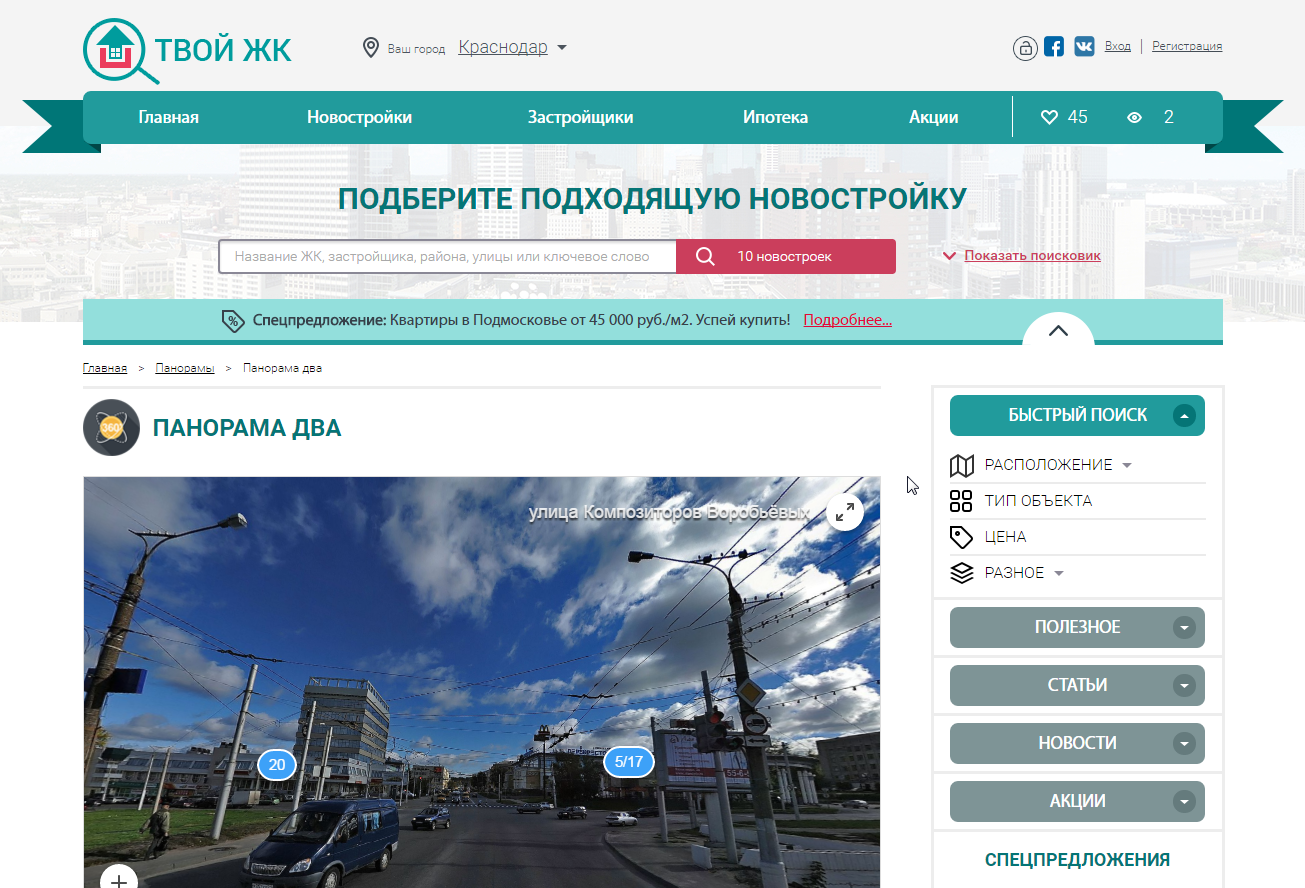 ТВОЙ ЖК
Ваш город Краснодар
Вход Регистрация
Главная Новостройки Застройщики Ипотека Акции 45 2
ПОДБЕРИТЕ ПОДХОДЯЩУЮ НОВОСТРОЙКУ
Название ЖК, застройщика, района, улицы или ключевое слово
10 новостроек
Показать поисковик
% Спецпредложение: Квартиры в Подмосковье от 45 000 руб./м2. Успей купить! Подробнее...
Главная > Панорамы > Панорама два
360°
ПАНОРАМА ДВА
улица Композиторов Воробьёвых
20
5/17
БЫСТРЫЙ ПОИСК
РАСПОЛОЖЕНИЕ
ТИП ОБЪЕКТА
ЦЕНА
РАЗНОЕ
ПОЛЕЗНОЕ
СТАТЬИ
НОВОСТИ
АКЦИИ
СПЕЦПРЕДЛОЖЕНИЯ